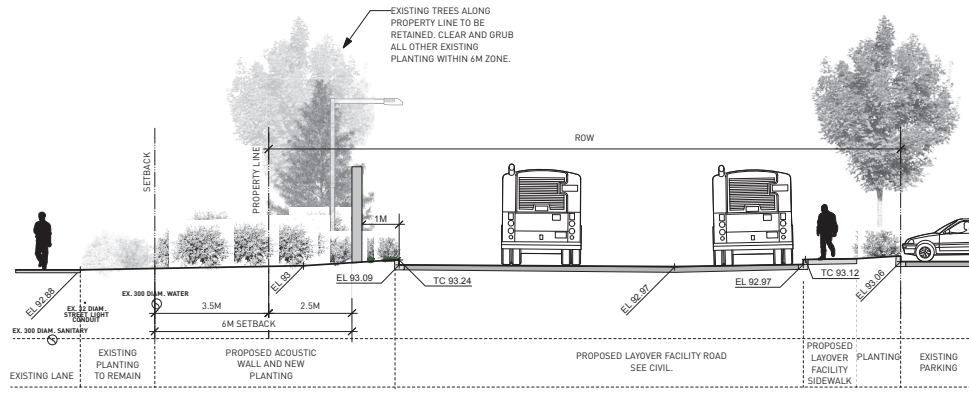 EXISTING TREES ALONG
PROPERTY LINE TO BE
RETAINED. CLEAR AND GRUB
ALL OTHER EXISTING
PLANTING WITHIN 6M ZONE.
ROW
SETBACK
PROPERTY LINE
1M
EL 92.88
EX. 32 DIAM.
STREET LIGHT
CONDUIT
EX. 300 DIAM. SANITARY
EX. 300 DIAM. WATER
EL 93
EL 93.09
TC 93.24
EL 92.97
EL 92.97
TC 93.12
EL 93.06
3.5M
2.5M
6M SETBACK
EXISTING LANE
EXISTING
PLANTING
TO REMAIN
PROPOSED ACOUSTIC
WALL AND NEW
PLANTING
PROPOSED LAYOVER FACILITY ROAD
SEE CIVIL.
PROPOSED
LAYOVER
FACILITY
SIDEWALK
PLANTING
EXISTING
PARKING